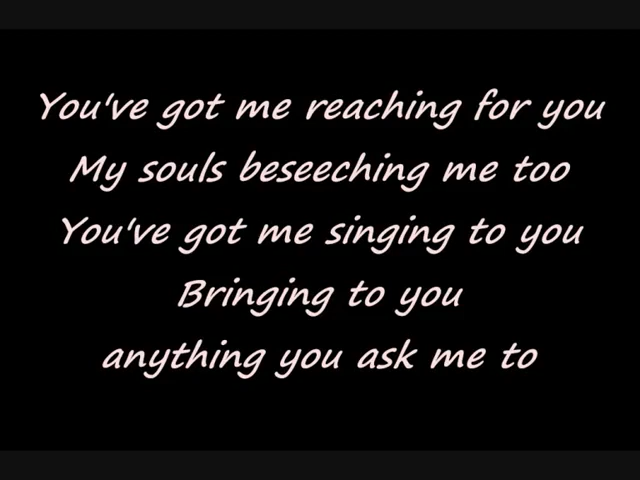 You've got me reaching for you
My souls beseeching me too
You've got me singing to you
Bringing to you
anything you ask me to